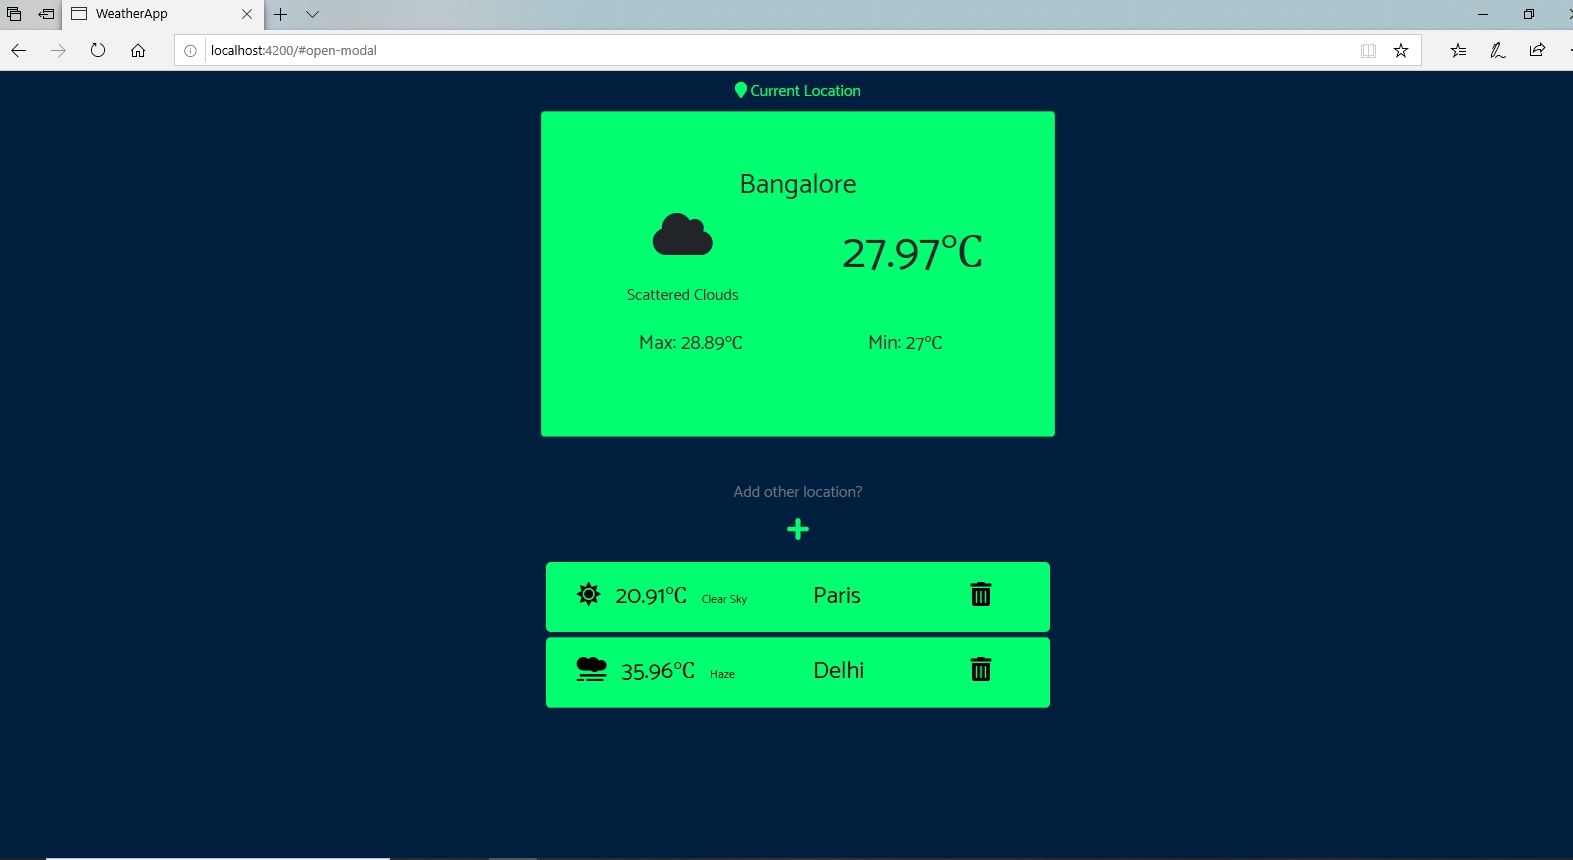 WeatherApp
localhost:4200/#open-modal
Current Location
Bangalore
27.97°C
Scattered Clouds
Max: 28.89°C Min: 27°C
Add other location?
20.91°C Clear Sky Paris
35.96°C Haze Delhi